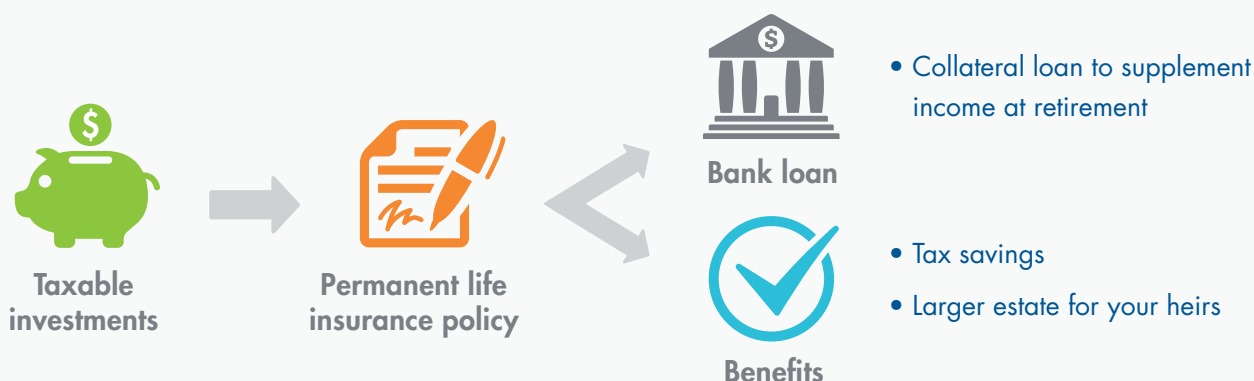 $
Taxable
investments
Permanent life
insurance policy
$
Bank loan
• Collateral loan to supplement
income at retirement
Benefits
• Tax savings
• Larger estate for your heirs